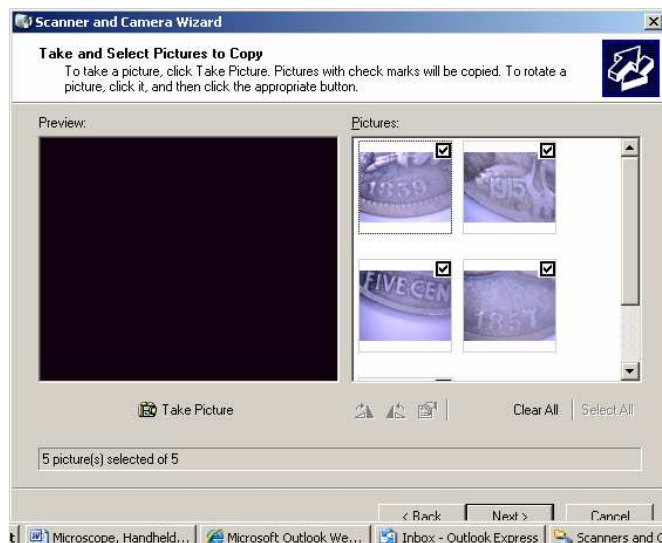 Scanner and Camera Wizard
Take and Select Pictures to Copy
To take a picture, click Take Picture. Pictures with check marks will be copied. To rotate a
picture, click it, and then click the appropriate button.
Preview:
Pictures:
1859
1915
FIVE CEN
1857
Take Picture
Clear All
Select All
5 picture(s) selected of 5
< Back
Next >
Cancel
t
Microscope, Handheld...
Microsoft Outlook We...
Inbox - Outlook Express
Scanners and C